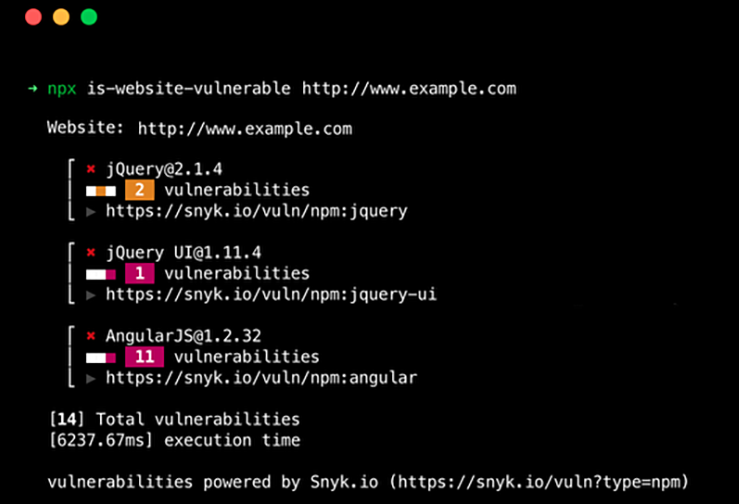 ➜ npx is-website-vulnerable http://www.example.com
Website: http://www.example.com
✖ jQuery@2.1.4
2 vulnerabilities
▶ https://snyk.io/vuln/npm:jquery
✖ jQuery UI@1.11.4
1 vulnerabilities
▶ https://snyk.io/vuln/npm:jquery-ui
✖ AngularJS@1.2.32
11 vulnerabilities
▶ https://snyk.io/vuln/npm:angular
[14] Total vulnerabilities
[6237.67ms] execution time
vulnerabilities powered by Snyk.io (https://snyk.io/vuln?type=npm)